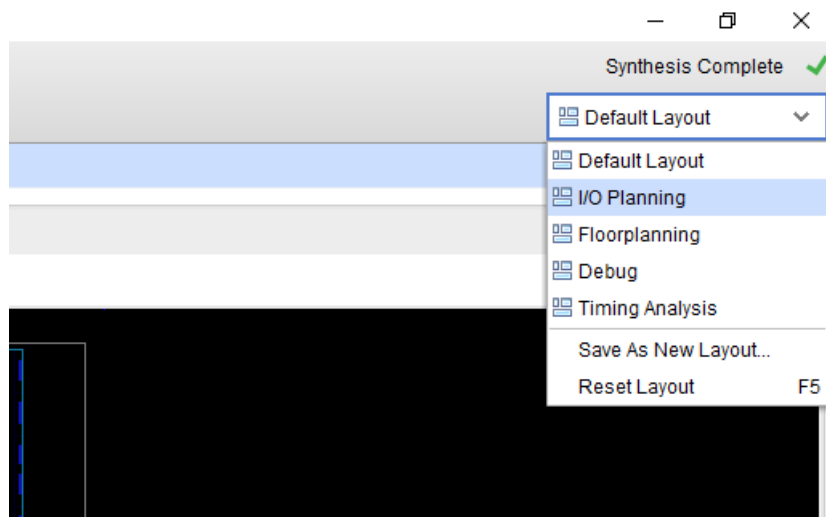 Synthesis Complete
Default Layout
Default Layout
I/O Planning
Floorplanning
Debug
Timing Analysis
Save As New Layout...
Reset Layout F5